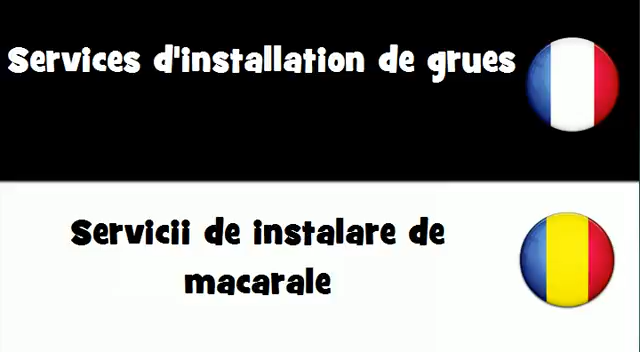 Services d'installation de grues
Servicii de instalare de
macarale